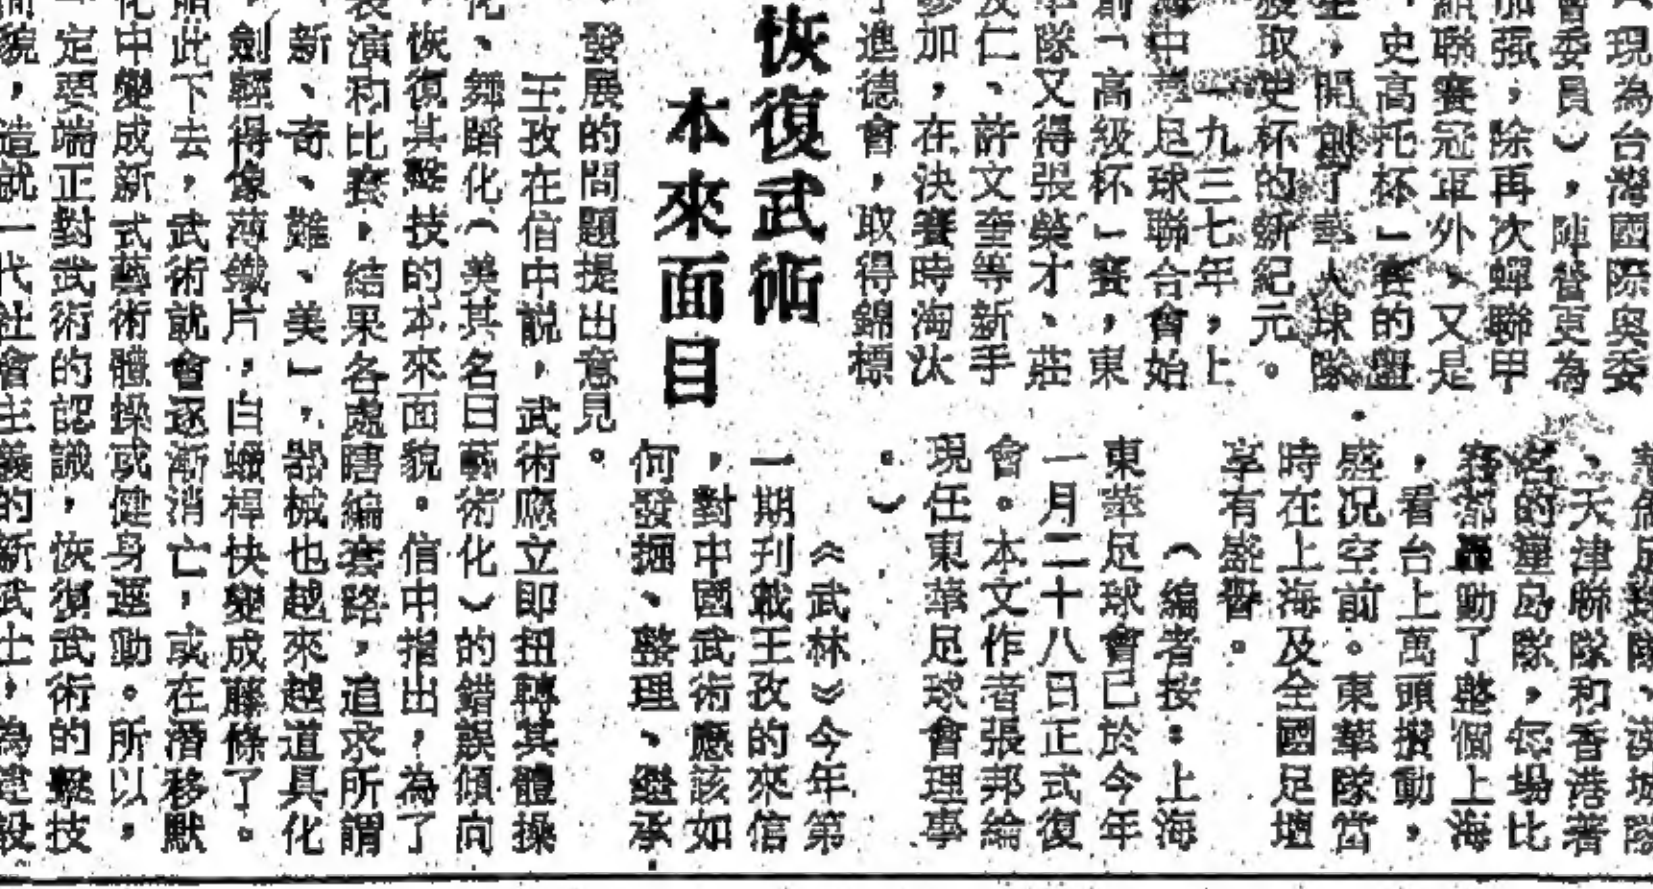 （現為台灣國際奧委
會委員），陣營更為
加强，除再次蟬聯甲
組聯賽冠軍外、又是
史高托杯」賽的盟
，開創了華人球隊
獲取史杯的新紀元。
一九三七年，上
海中華足球聯合會始
創「高級杯」賽，東
華隊又得張榮才、莊
友仁、許文奎等新手
參加，在決賽時淘汰
了進德會，取得錦標
。
球隊、漢城隊
、天津聯隊和香港著
名的 島隊，每場比
賽都轟動了整個上海
，看台上萬頭攢動，
盛况空前。東華隊當
時在上海及全國足壇
享有盛譽。
（編者按：上海
東華足球會已於今年
一月二十八日正式復
會。本文作者張邦綸
現任東華足球會理事
。）
恢復武術
本來面目
《武林》今年第
一期刊載王孜的來信
，對中國武術應該如
何發掘、整理、繼承
、發展的問題提出意見。
王孜在信中說，武術應立即扭轉其體操
化、舞蹈化（美其名曰藝術化）的錯誤傾向
，恢復其擊技的本來面貌。信中指出，為了
表演和比賽，結果各處瞎編套路，追求所謂
新、奇、難、美」，器械也越來越道具化
劍輕得像薄鐵片，白蠟桿快變成藤條了。
此下去，武術就會逐漸消亡，或在潛移默
化中變成新式藝術體操或健身運動。所以，
一定要端正對武術的認識，恢復武術的擊技
面貌，造就一代社會主義的新武士，為建設